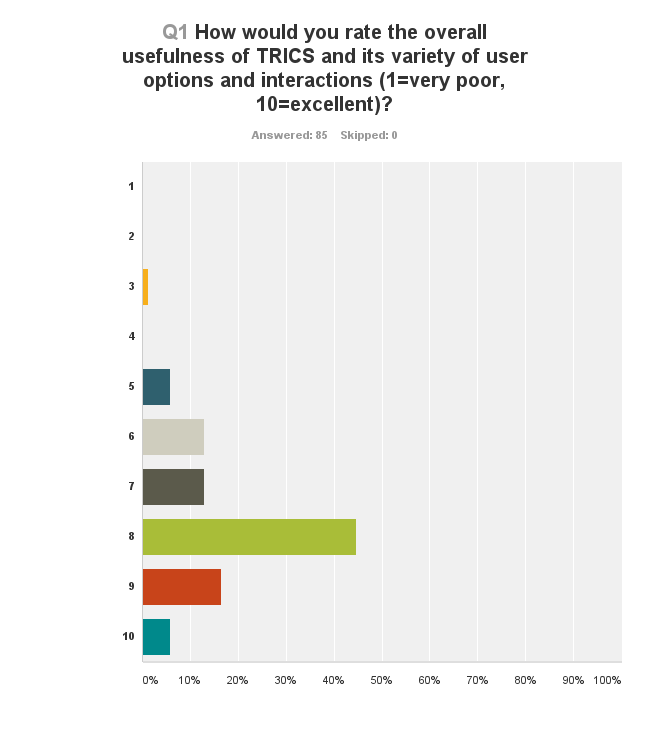 Q1 How would you rate the overall
usefulness of TRICS and its variety of user
options and interactions (1=very poor,
10=excellent)?
Answered: 85 Skipped: 0
1
2
3
4
5
6
7
8
9
10
0% 10% 20% 30% 40% 50% 60% 70% 80% 90% 100%